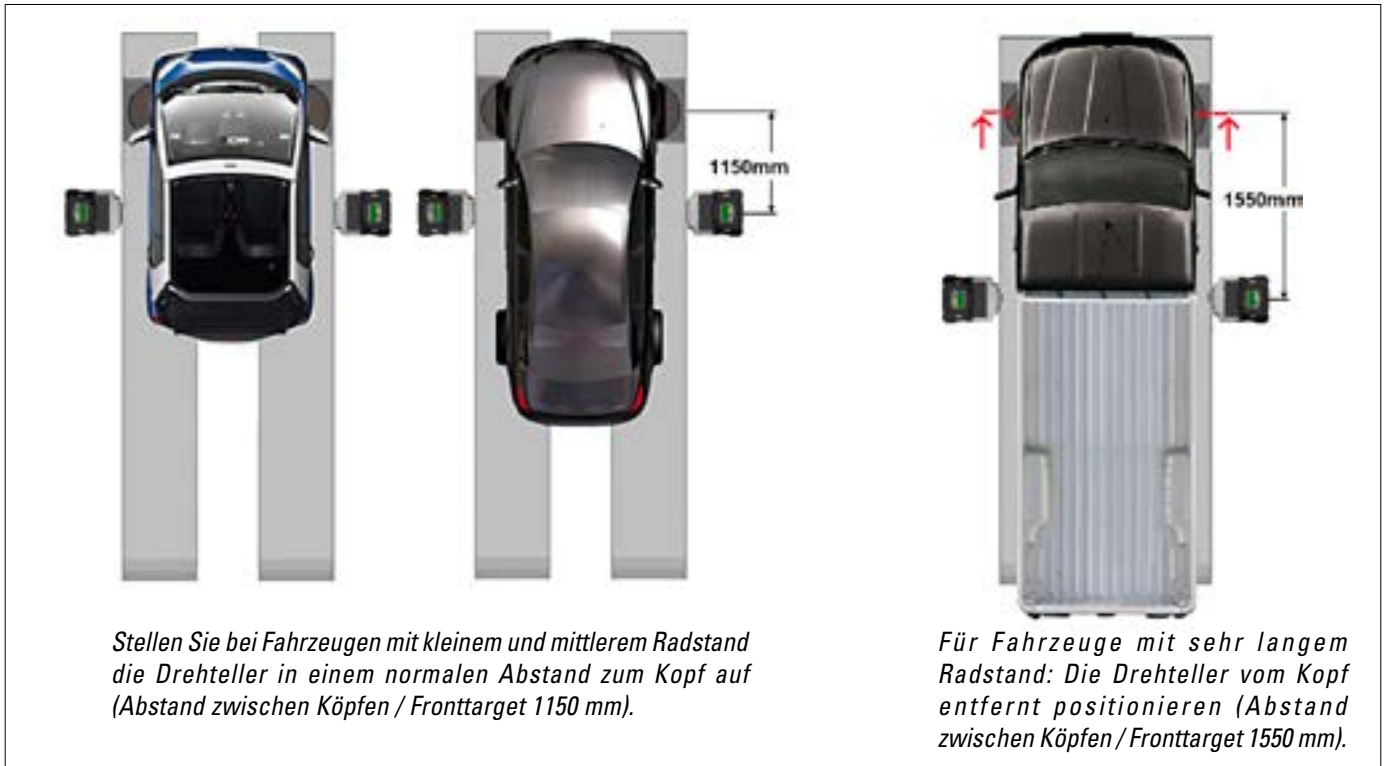 1150mm
1550mm
Stellen Sie bei Fahrzeugen mit kleinem und mittlerem Radstand
die Drehteller in einem normalen Abstand zum Kopf auf
(Abstand zwischen Köpfen / Fronttarget 1150 mm).
Für Fahrzeuge mit sehr langem
Radstand: Die Drehteller vom Kopf
entfernt positionieren (Abstand
zwischen Köpfen / Fronttarget 1550 mm).